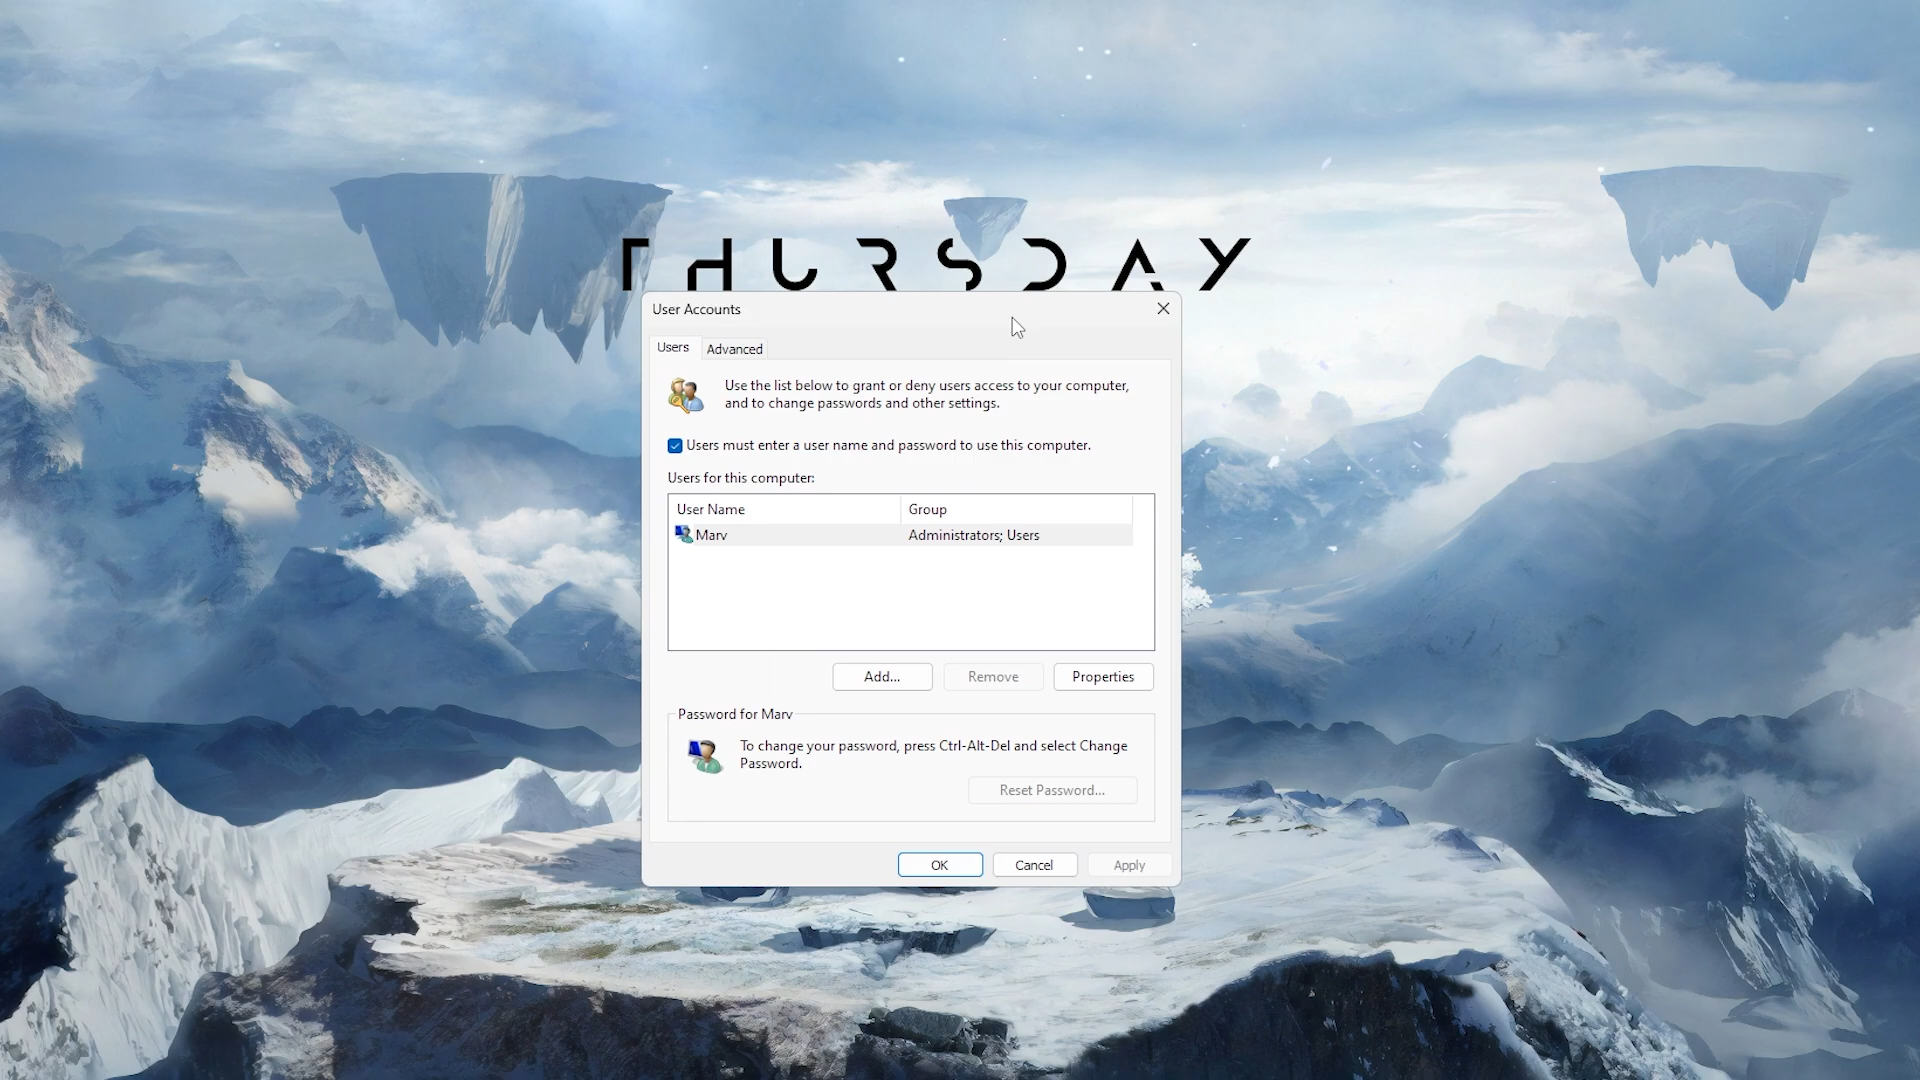 THURSDAY
User Accounts
Users Advanced
Use the list below to grant or deny users access to your computer,
and to change passwords and other settings.
Users must enter a user name and password to use this computer.
Users for this computer:
User Name Group
Marv Administrators; Users
Add... Remove Properties
Password for Marv
To change your password, press Ctrl-Alt-Del and select Change
Password.
Reset Password...
OK Cancel Apply